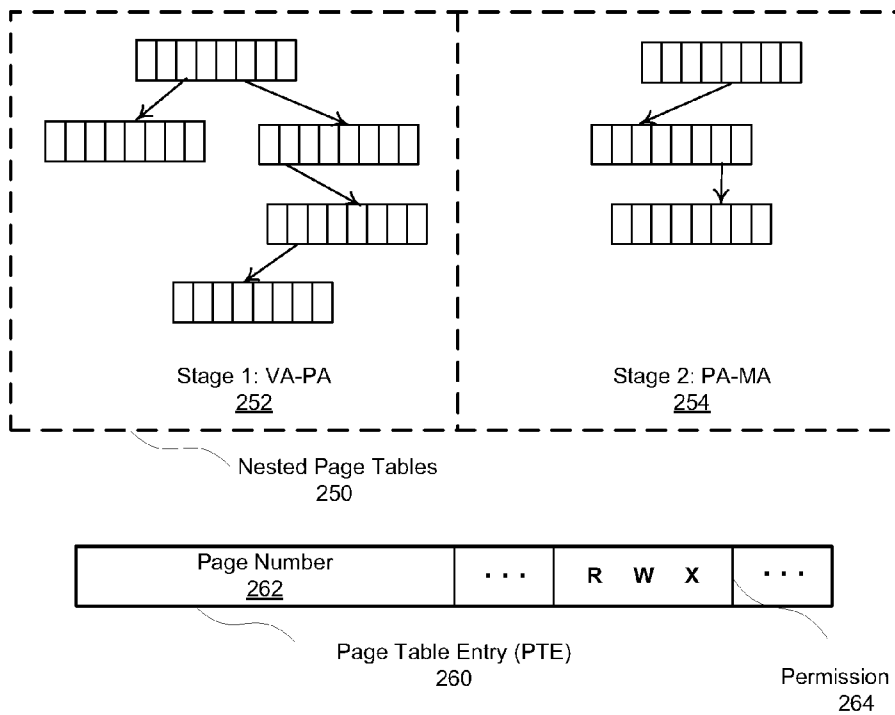 Stage 1: VA-PA
252
Stage 2: PA-MA
254
Nested Page Tables
250
Page Number
262
. . .
R W X
. . .
Page Table Entry (PTE)
260
Permission
264